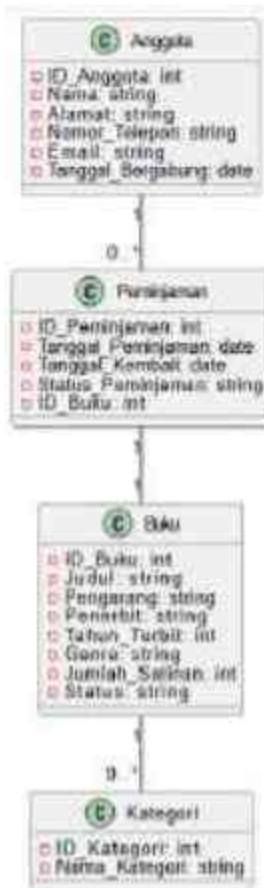 C Anggota
ID_Anggota: int
Nama: string
Alamat: string
Nomor_Telepon: string
Email: string
Tanggal_Bergabung: date
1
0..*
C Peminjaman
ID_Peminjaman: int
Tanggal_Peminjaman: date
Tanggal_Kembali: date
Status_Peminjaman: string
ID_Buku: int
1
1
C Buku
ID_Buku: int
Judul: string
Pengarang: string
Penerbit: string
Tahun_Terbit: int
Genre: string
Jumlah_Salinan: int
Status: string
1
0..*
C Kategori
ID_Kategori: int
Nama_Kategori: string